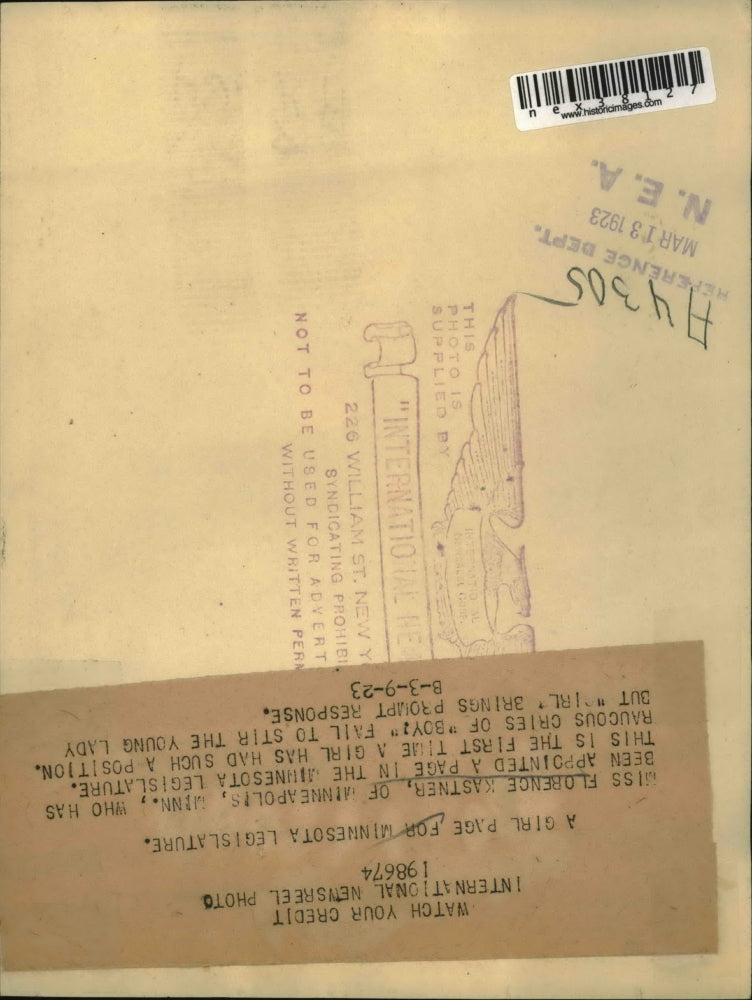 nex38127
www.historicimages.com
N. E. A.
MAR 13 1923
REFERENCE DEPT.
A4305
THIS
PHOTO IS
SUPPLIED BY
INTERNATIONAL
NEWSREEL CORP.
"INTERNATIONAL NE
226 WILLIAM ST. NEW Y
SYNDICATING PROHIBI
NOT TO BE USED FOR ADVERT
WITHOUT WRITTEN PERM
WATCH YOUR CREDIT
INTERNATIONAL NEWSREEL PHOTO
198674
A GIRL PAGE FOR MINNESOTA LEGISLATURE.
MISS FLORENCE KASTNER, OF MINNEAPOLIS, MINN., WHO HAS
BEEN APPOINTED A PAGE IN THE MINNESOTA LEGISLATURE.
THIS IS THE FIRST TIME A GIRL HAS HAD SUCH A POSITION.
RAUCOUS CRIES OF "BOY!" FAIL TO STIR THE YOUNG LADY
BUT "GIRL" BRINGS PROMPT RESPONSE.
B-3-9-23